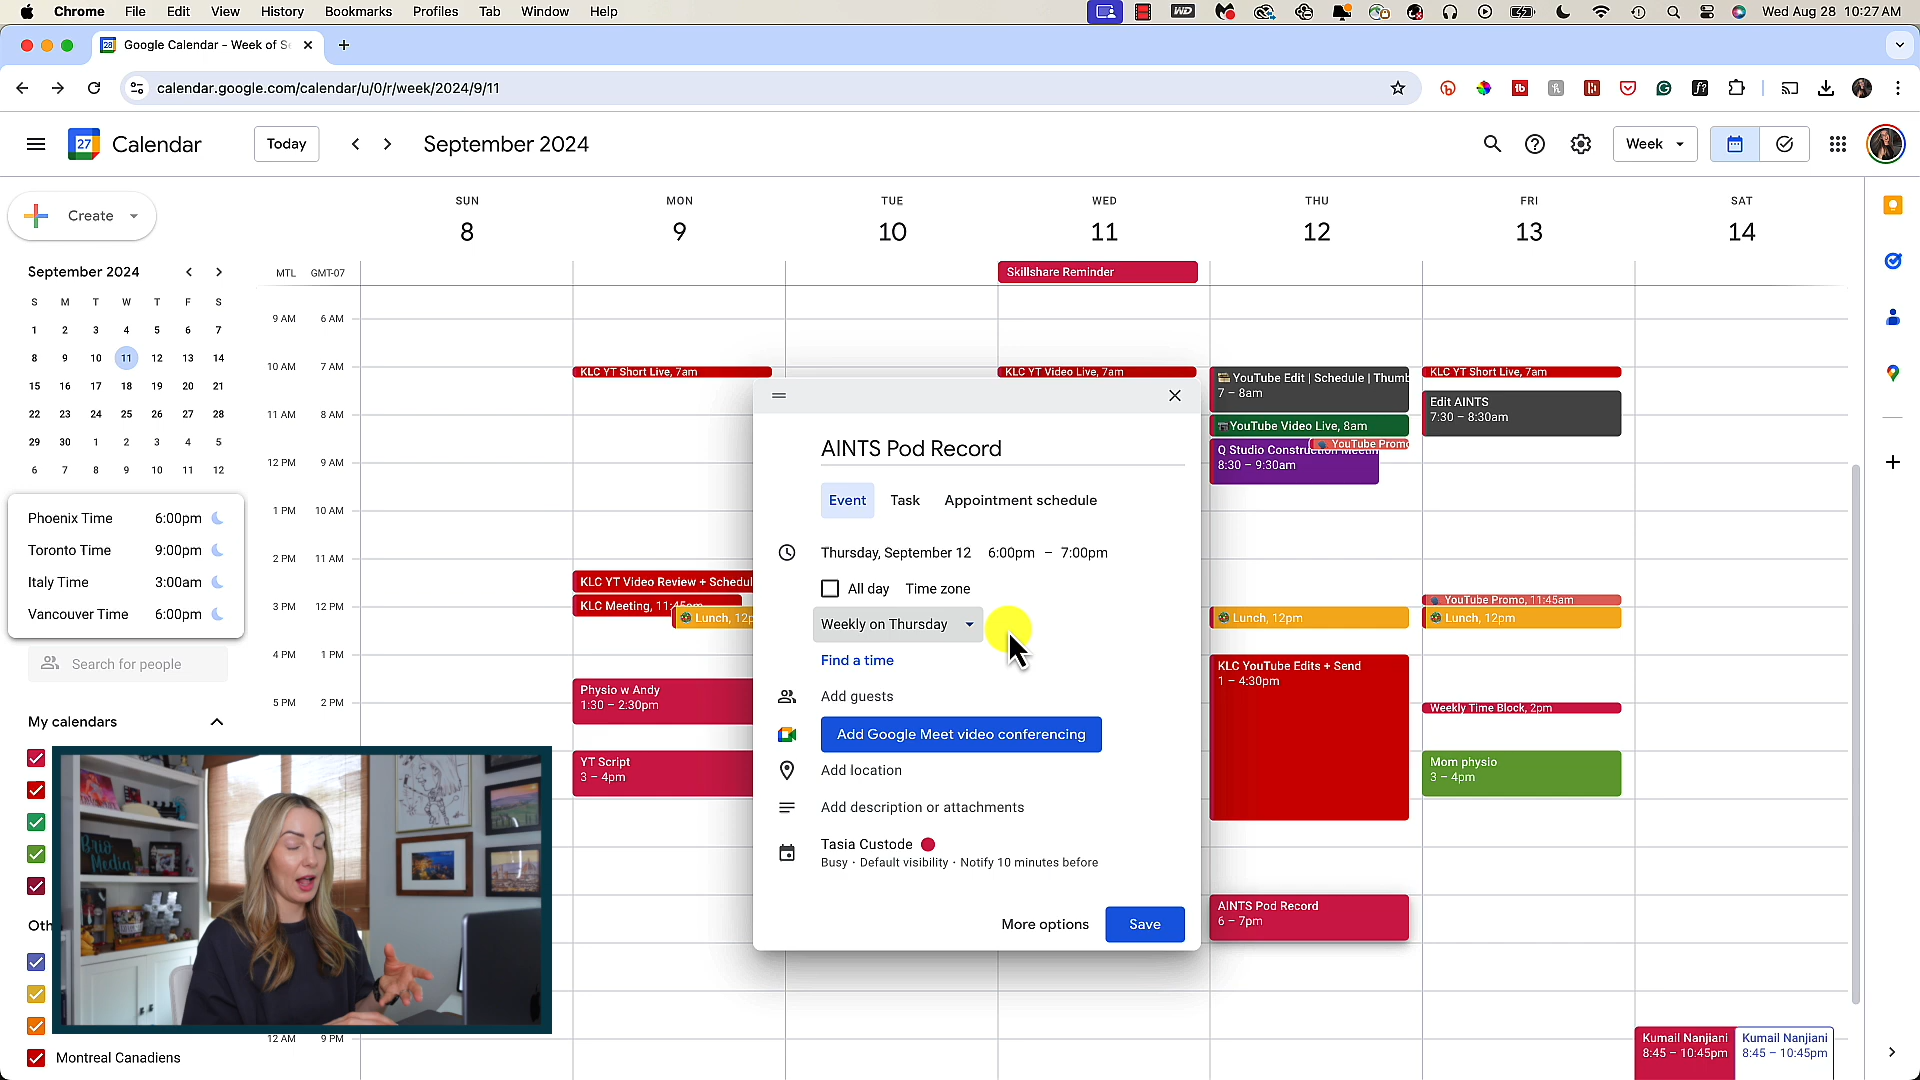 Chrome File Edit View History Bookmarks Profiles Tab Window Help
WD
Wed Aug 28 10:27 AM
Google Calendar - Week of Se
calendar.google.com/calendar/u/0/r/week/2024/9/11
27 Calendar
Today
September 2024
Week
Create
September 2024
S M T W T F S
1 2 3 4 5 6 7
8 9 10 11 12 13 14
15 16 17 18 19 20 21
22 23 24 25 26 27 28
29 30 1 2 3 4 5
6 7 8 9 10 11 12
Phoenix Time 6:00pm
Toronto Time 9:00pm
Italy Time 3:00am
Vancouver Time 6:00pm
Search for people
My calendars
Oth
Montreal Canadiens
SUN MON TUE WED THU FRI SAT
8 9 10 11 12 13 14
MTL GMT-07
Skillshare Reminder
9 AM 6 AM
10 AM 7 AM
11 AM 8 AM
12 PM 9 AM
1 PM 10 AM
2 PM 11 AM
3 PM 12 PM
4 PM 1 PM
5 PM 2 PM
12 AM 9 PM
KLC YT Short Live, 7am
KLC YT Video Review + Schedul
KLC Meeting, 11:45am
Lunch, 12p
Physio w Andy
1:30 – 2:30pm
YT Script
3 – 4pm
KLC YT Video Live, 7am
AINTS Pod Record
Event Task Appointment schedule
Thursday, September 12 6:00pm – 7:00pm
All day Time zone
Weekly on Thursday
Find a time
Add guests
Add Google Meet video conferencing
Add location
Add description or attachments
Tasia Custode
Busy · Default visibility · Notify 10 minutes before
More options Save
YouTube Edit | Schedule | Thumb
7 – 8am
YouTube Video Live, 8am
YouTube Promo
Q Studio Construction Meetin
8:30 – 9:30am
Lunch, 12pm
KLC YouTube Edits + Send
1 – 4:30pm
AINTS Pod Record
6 – 7pm
KLC YT Short Live, 7am
Edit AINTS
7:30 – 8:30am
YouTube Promo, 11:45am
Lunch, 12pm
Weekly Time Block, 2pm
Mom physio
3 – 4pm
Kumail Nanjiani
8:45 – 10:45pm
Kumail Nanjiani
8:45 – 10:45pm